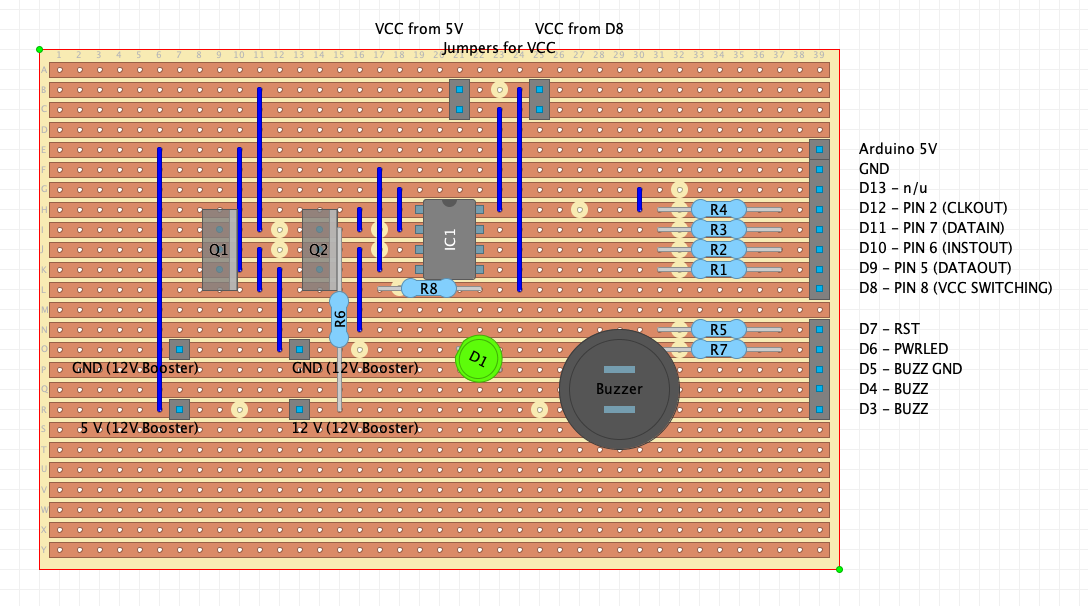 VCC from 5V
VCC from D8
Jumpers for VCC
1 2 3 4 5 6 7 8 9 10 11 12 13 14 15 16 17 18 19 20 21 22 23 24 25 26 27 28 29 30 31 32 33 34 35 36 37 38 39
A
B
C
D
E
Arduino 5V
F
GND
G
D13 – n/u
H
R4
D12 – PIN 2 (CLKOUT)
I
R3
D11 – PIN 7 (DATAIN)
J
Q1
Q2
IC1
R2
D10 – PIN 6 (INSTOUT)
K
R1
D9 – PIN 5 (DATAOUT)
L
R8
D8 – PIN 8 (VCC SWITCHING)
M
R6
N
R5
D7 – RST
O
R7
D6 – PWRLED
P
GND (12V Booster)
GND (12V Booster)
D1
D5 – BUZZ GND
Q
Buzzer
D4 – BUZZ
R
D3 – BUZZ
S
5 V (12V Booster)
12 V (12V Booster)
T
U
V
W
X
Y